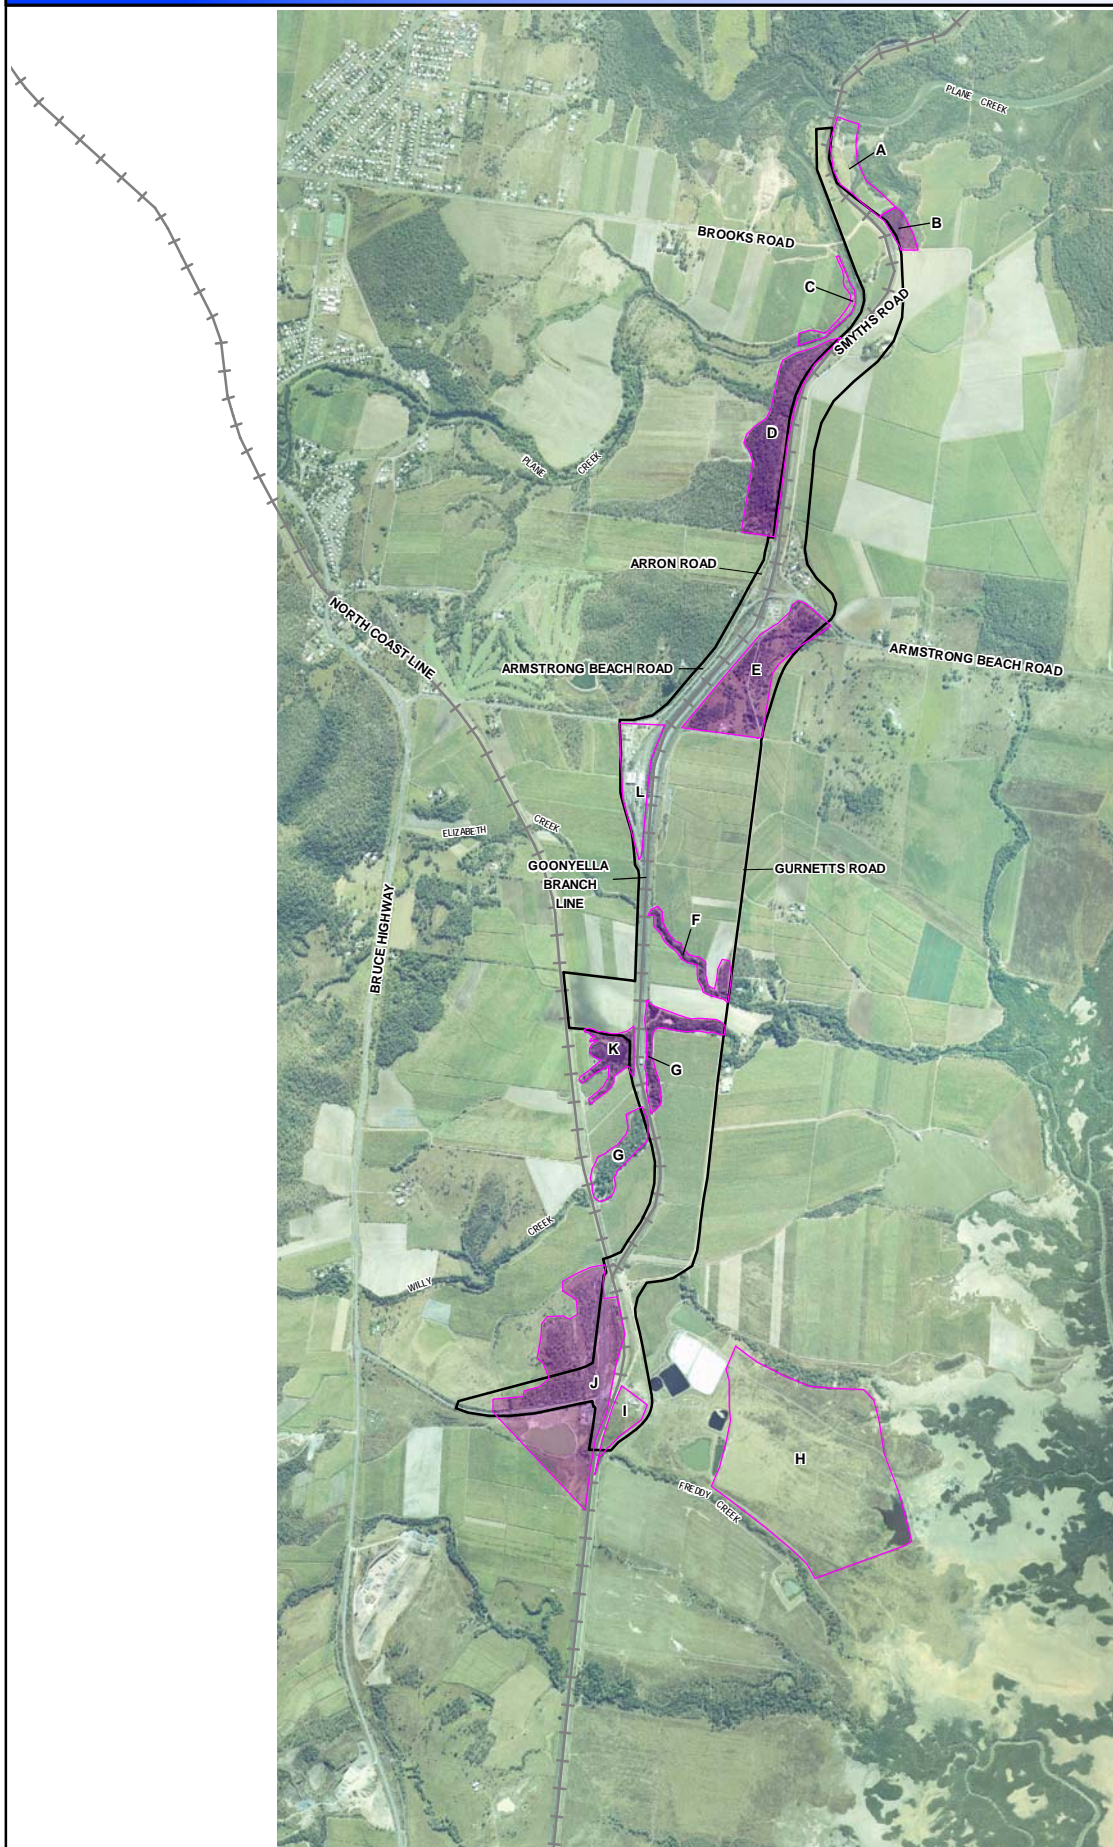 PLANE CREEK
A
B
BROOKS ROAD
C
SMYTHS ROAD
D
PLANE CREEK
ARRON ROAD
NORTH COAST LINE
ARMSTRONG BEACH ROAD
E
ARMSTRONG BEACH ROAD
L
ELIZABETH CREEK
GOONYELLA
BRANCH
LINE
GURNETTS ROAD
BRUCE HIGHWAY
F
K
G
G
WILLY CREEK
J
I
H
FREDDY CREEK